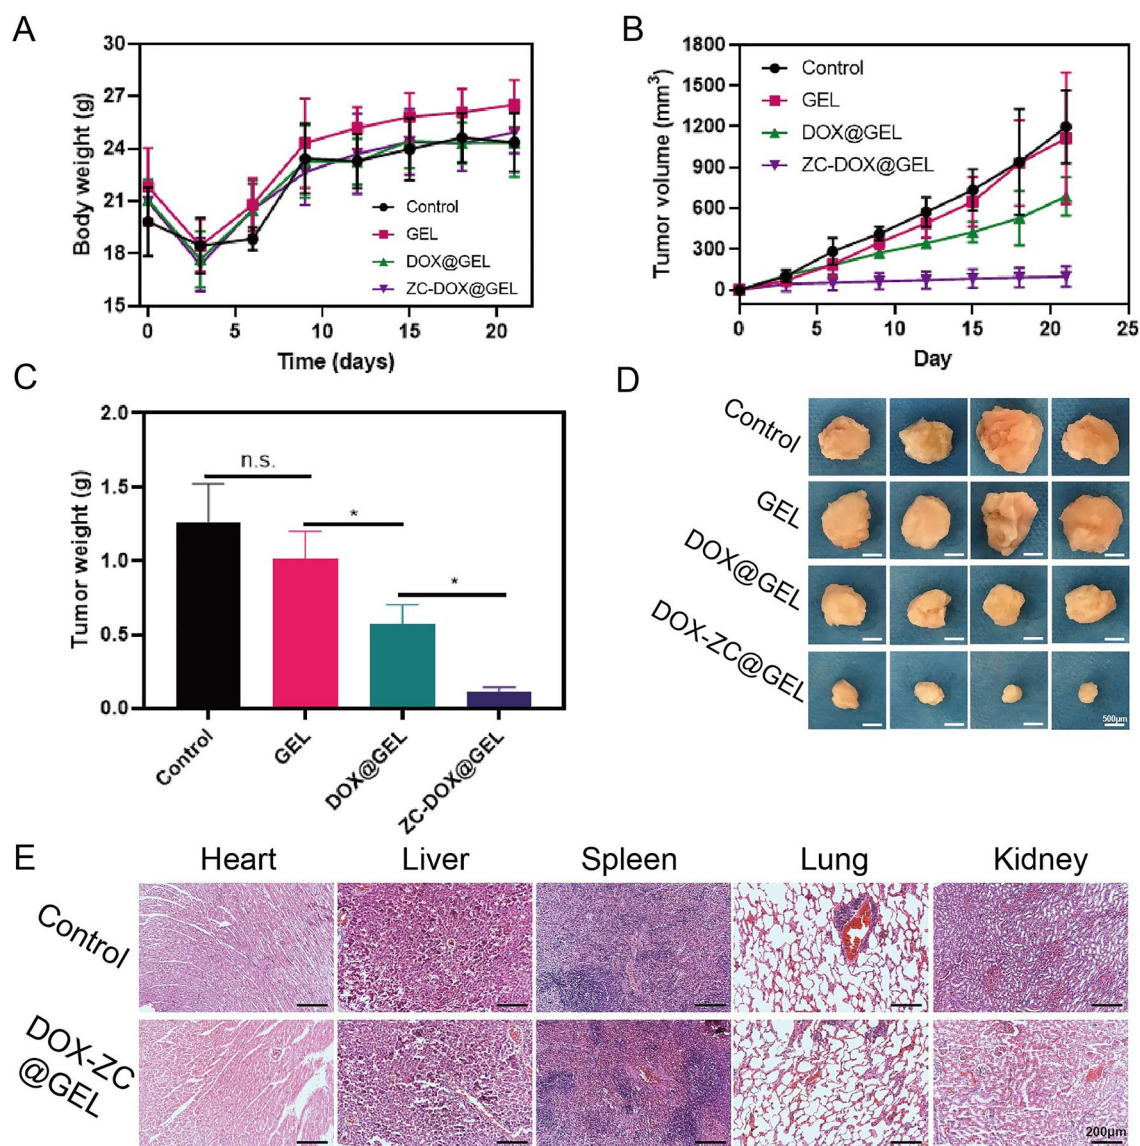 A
30
27
24
21
18
15
Body weight (g)
Control
GEL
DOX@GEL
ZC-DOX@GEL
0
5
10
15
20
Time (days)
B
1800
1500
1200
900
600
300
0
Tumor volume (mm³)
Control
GEL
DOX@GEL
ZC-DOX@GEL
0
5
10
15
20
25
Day
C
2.0
1.5
1.0
0.5
0.0
Tumor weight (g)
n.s.
*
*
Control
GEL
DOX@GEL
ZC-DOX@GEL
D
Control
GEL
DOX@GEL
DOX-ZC@GEL
500μm
E
Heart Liver Spleen Lung Kidney
Control
DOX-ZC
@GEL
200μm